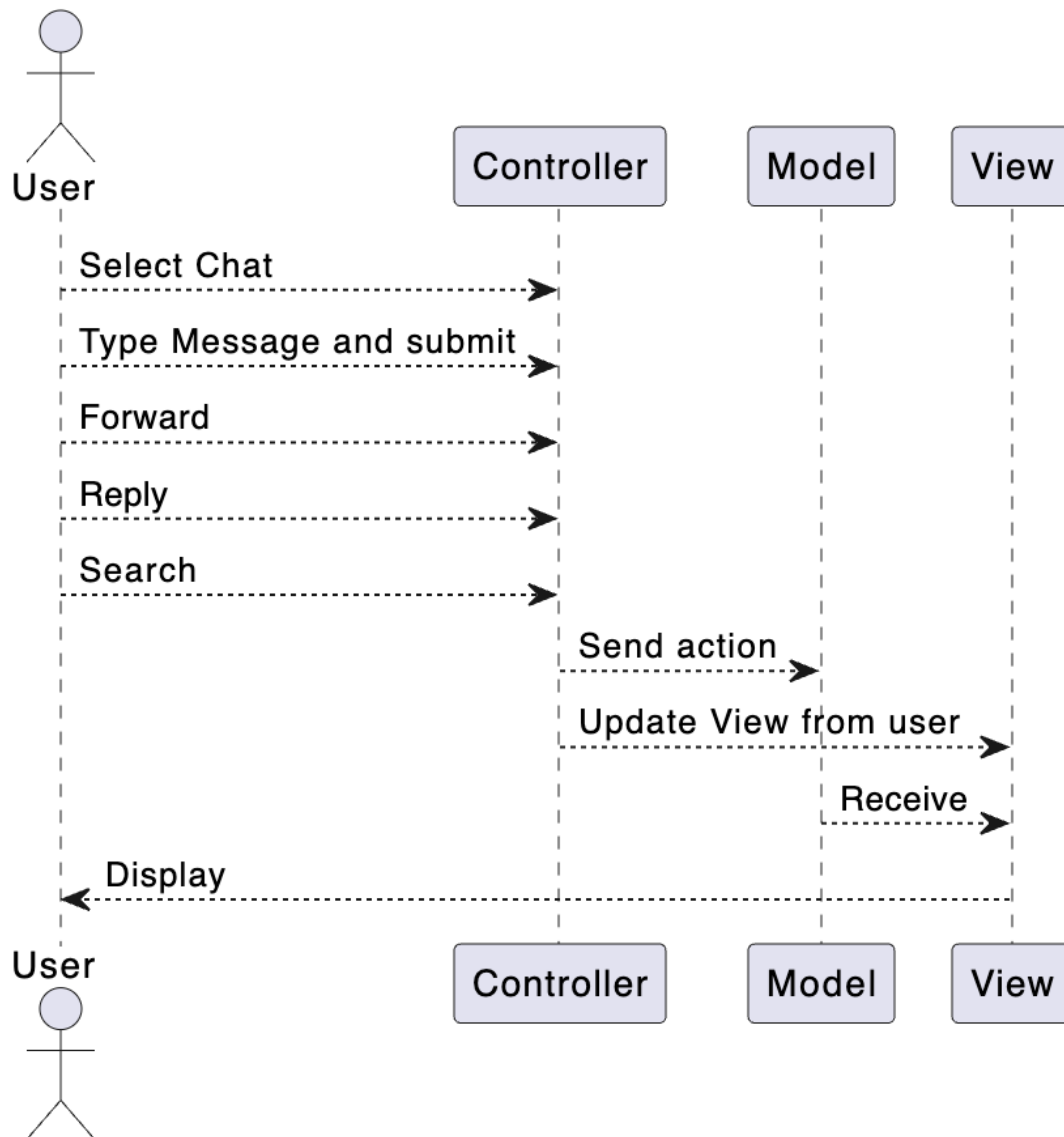 User
Controller
Model
View
Select Chat
Type Message and submit
Forward
Reply
Search
Send action
Update View from user
Receive
Display
User
Controller
Model
View